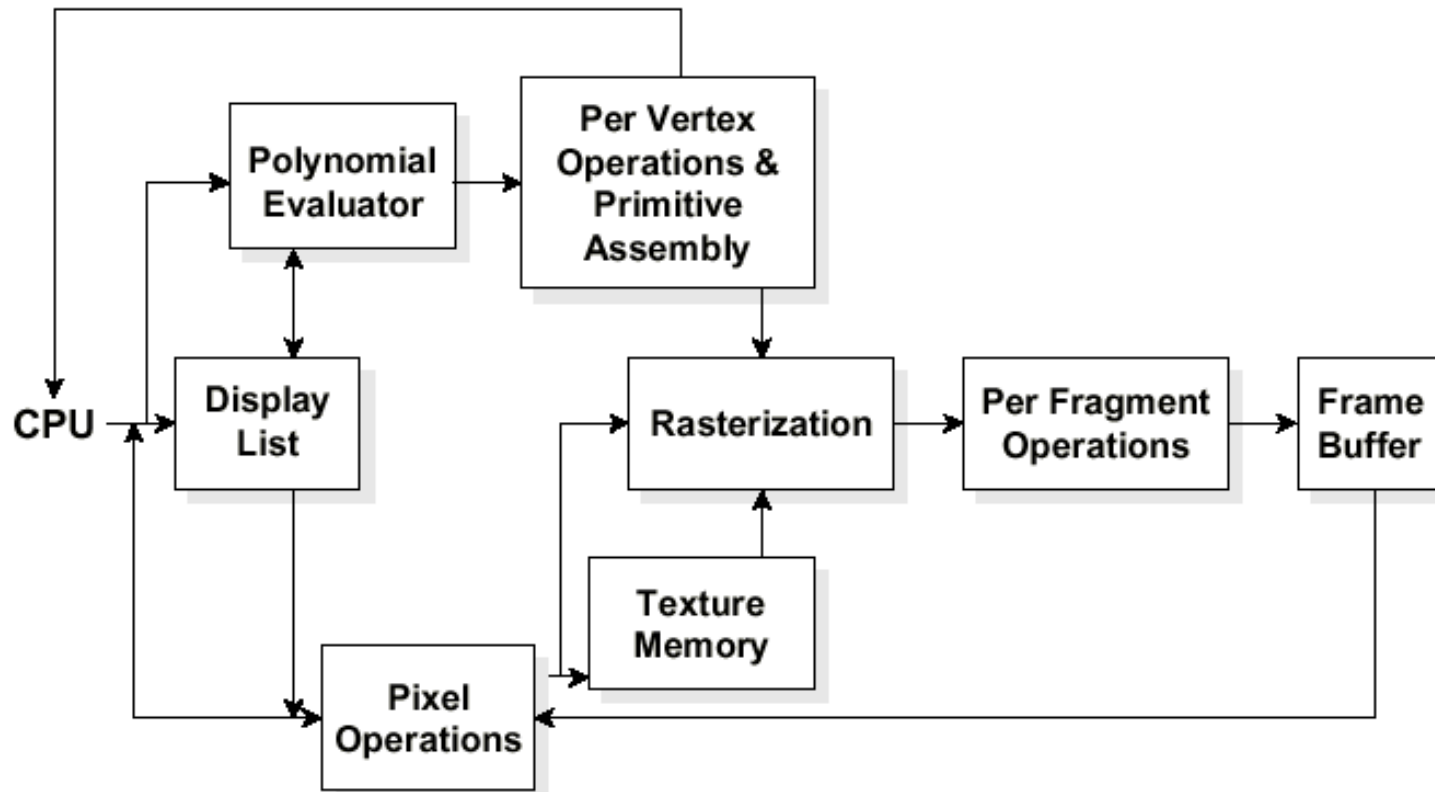 Polynomial
Evaluator
Per Vertex
Operations &
Primitive
Assembly
CPU
Display
List
Rasterization
Per Fragment
Operations
Frame
Buffer
Texture
Memory
Pixel
Operations